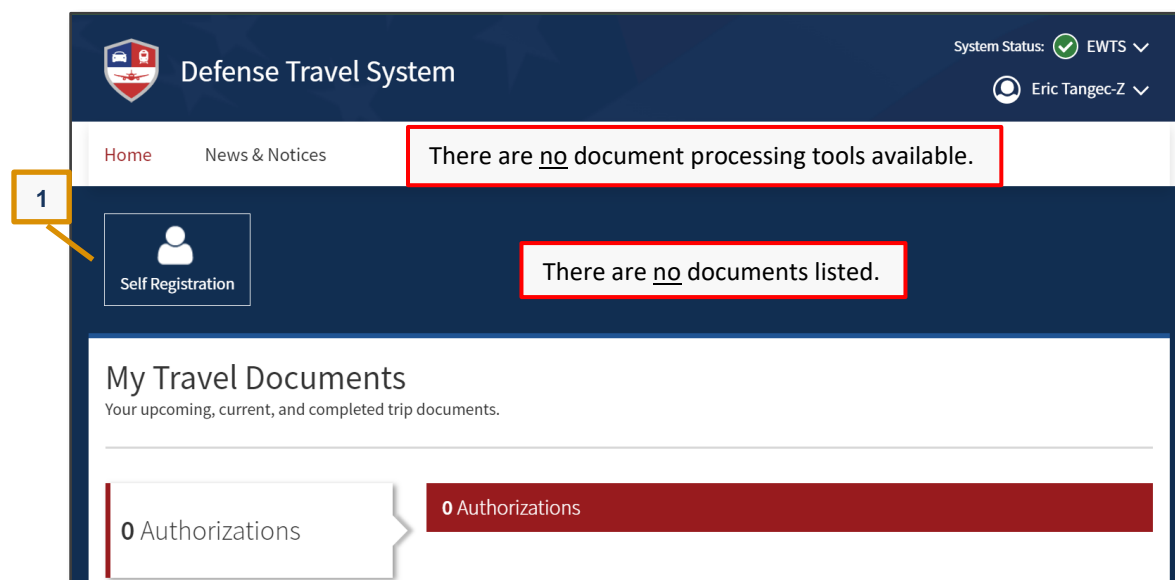 System Status: EWTS
Defense Travel System
Eric Tangec-Z
Home News & Notices There are no document processing tools available.
1
Self Registration
There are no documents listed.
My Travel Documents
Your upcoming, current, and completed trip documents.
0 Authorizations
0 Authorizations